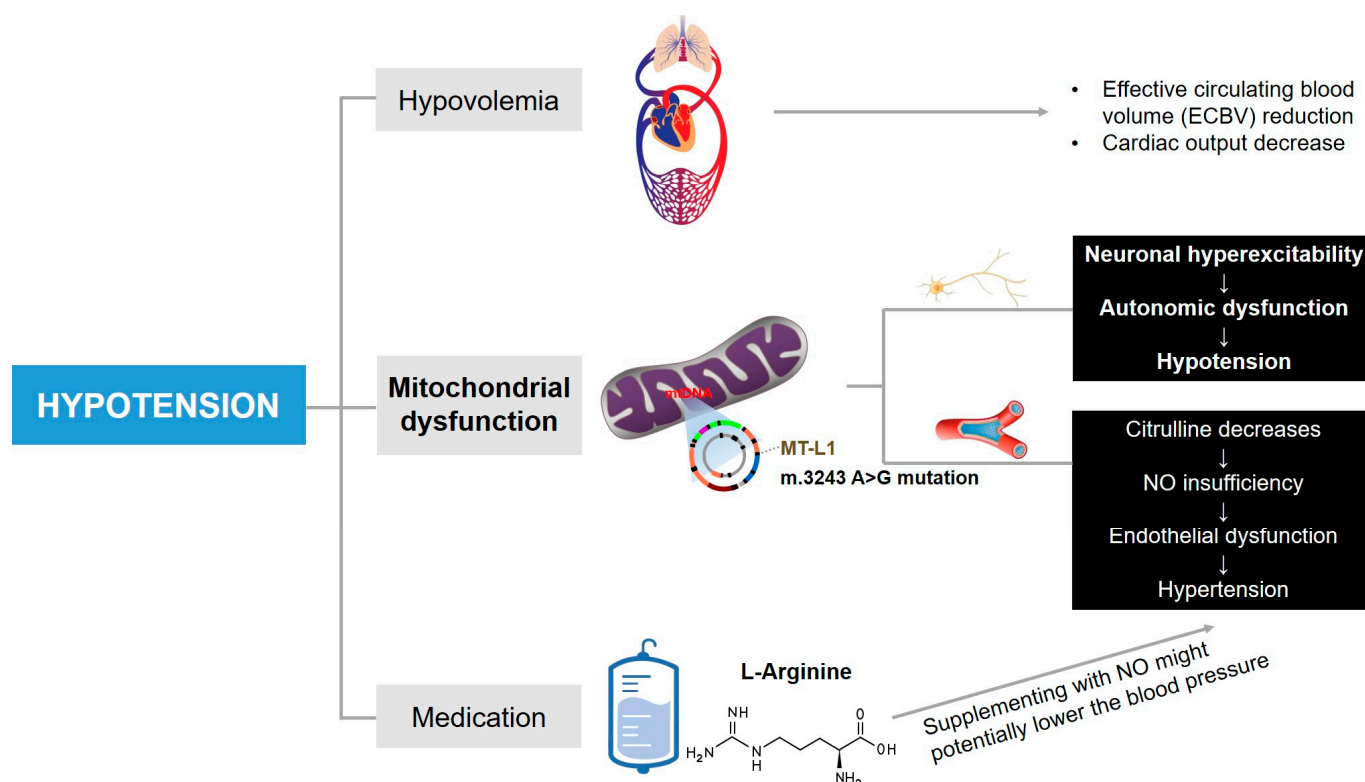 HYPOTENSION
Hypovolemia
• Effective circulating blood
volume (ECBV) reduction
• Cardiac output decrease
Mitochondrial
dysfunction
mtDNA
MT-L1
m.3243 A>G mutation
Neuronal hyperexcitability
↓
Autonomic dysfunction
↓
Hypotension
Citrulline decreases
↓
NO insufficiency
↓
Endothelial dysfunction
↓
Hypertension
Medication
L-Arginine
NH
H2N
N
H
O
OH
NH2
Supplementing with NO might
potentially lower the blood pressure